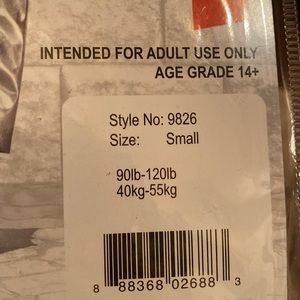 INTENDED FOR ADULT USE ONLY
AGE GRADE 14+
Style No: 9826
Size: Small
90lb-120lb
40kg-55kg
8 88368 02688 3